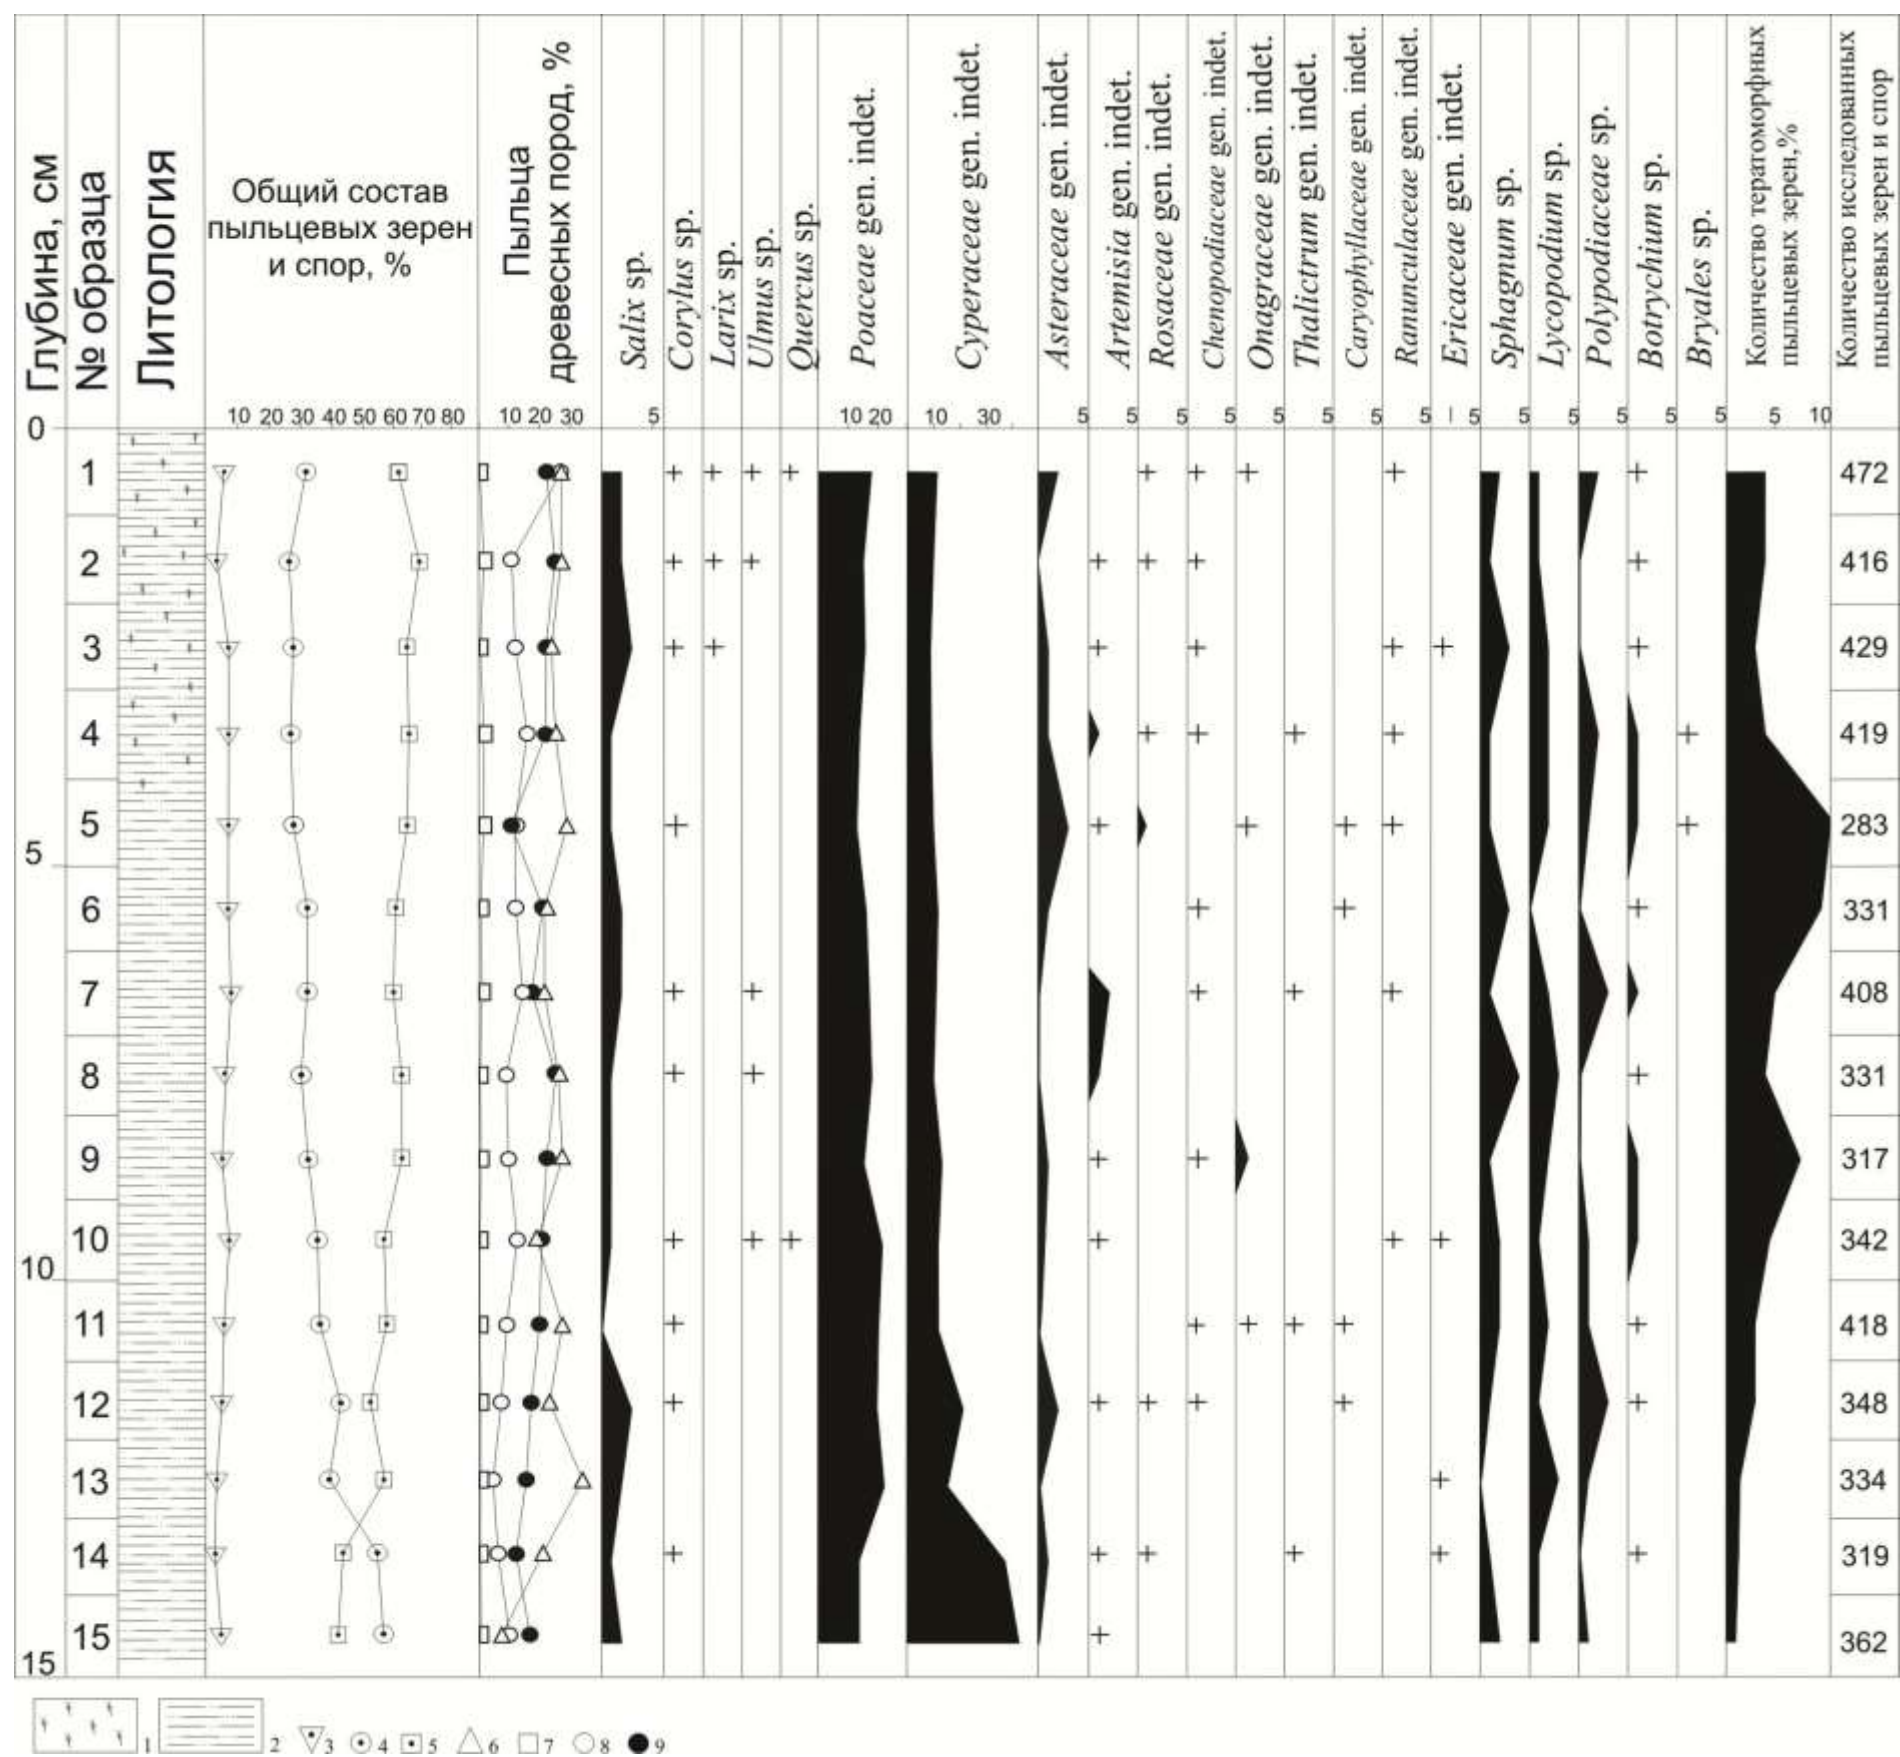 Глубина, см
№ образца
Литология
Общий состав
пыльцевых зерен
и спор, %
Пыльца
древесных пород, %
Salix sp.
Corylus sp.
Larix sp.
Ulmus sp.
Quercus sp.
Poaceae gen. indet.
Cyperaceae gen. indet.
Asteraceae gen. indet.
Artemisia gen. indet.
Rosaceae gen. indet.
Chenopodiaceae gen. indet.
Onagraceae gen. indet.
Thalictrum gen. indet.
Caryophyllaceae gen. indet.
Ranunculaceae gen. indet.
Ericaceae gen. indet.
Sphagnum sp.
Lycopodium sp.
Polypodiaceae sp.
Botrychium sp.
Bryales sp.
Количество тератоморфных
пыльцевых зерен,%
Количество исследованных
пыльцевых зерен и спор
10 20 30 40 50 60 70 80 10 20 30 5 10 20 10 30 5 5 5 5 5 5 5 5 5 5 5 5 5 5 5 10
0
1 472
2 416
3 429
4 419
5 283
5
6 331
7 408
8 331
9 317
10 342
10
11 418
12 348
13 334
14 319
15 362
15
1 2 3 4 5 6 7 8 9